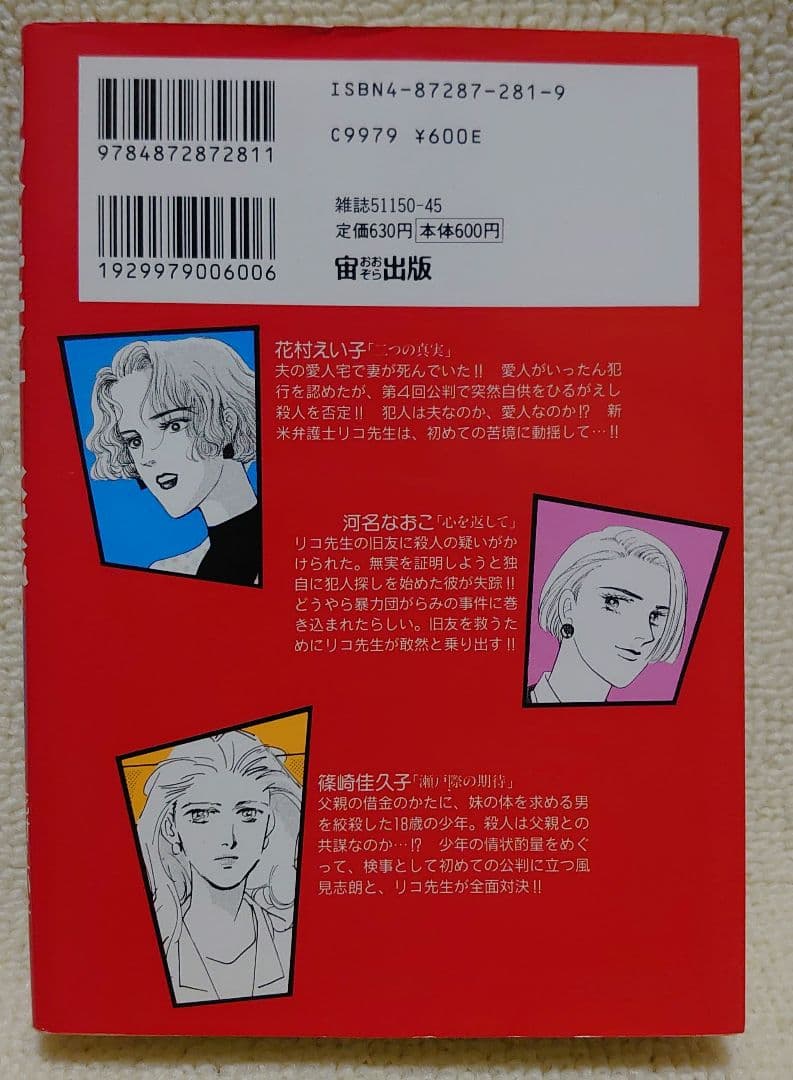 ISBN4-87287-281-9
C9979 ¥600E
9784872872811
雑誌51150-45
定価630円 本体600円
1929979006006
宙おおぞら出版
花村えい子「二つの真実」
夫の愛人宅で妻が死んでいた!! 愛人がいったん犯
行を認めたが、第4回公判で突然自供をひるがえし
殺人を否定!! 犯人は夫なのか、愛人なのか!? 新
米弁護士リコ先生は、初めての苦境に動揺して…!!
河名なおこ「心を返して」
リコ先生の旧友に殺人の疑いがか
けられた。無実を証明しようと独
自に犯人探しを始めた彼が失踪!!
どうやら暴力団がらみの事件に巻
き込まれたらしい。旧友を救うた
めにリコ先生が敢然と乗り出す!!
篠崎佳久子「瀬戸際の期待」
父親の借金のかたに、妹の体を求める男
を絞殺した18歳の少年。殺人は父親との
共謀なのか…!? 少年の情状酌量をめぐ
って、検事として初めての公判に立つ風
見志朗と、リコ先生が全面対決!!